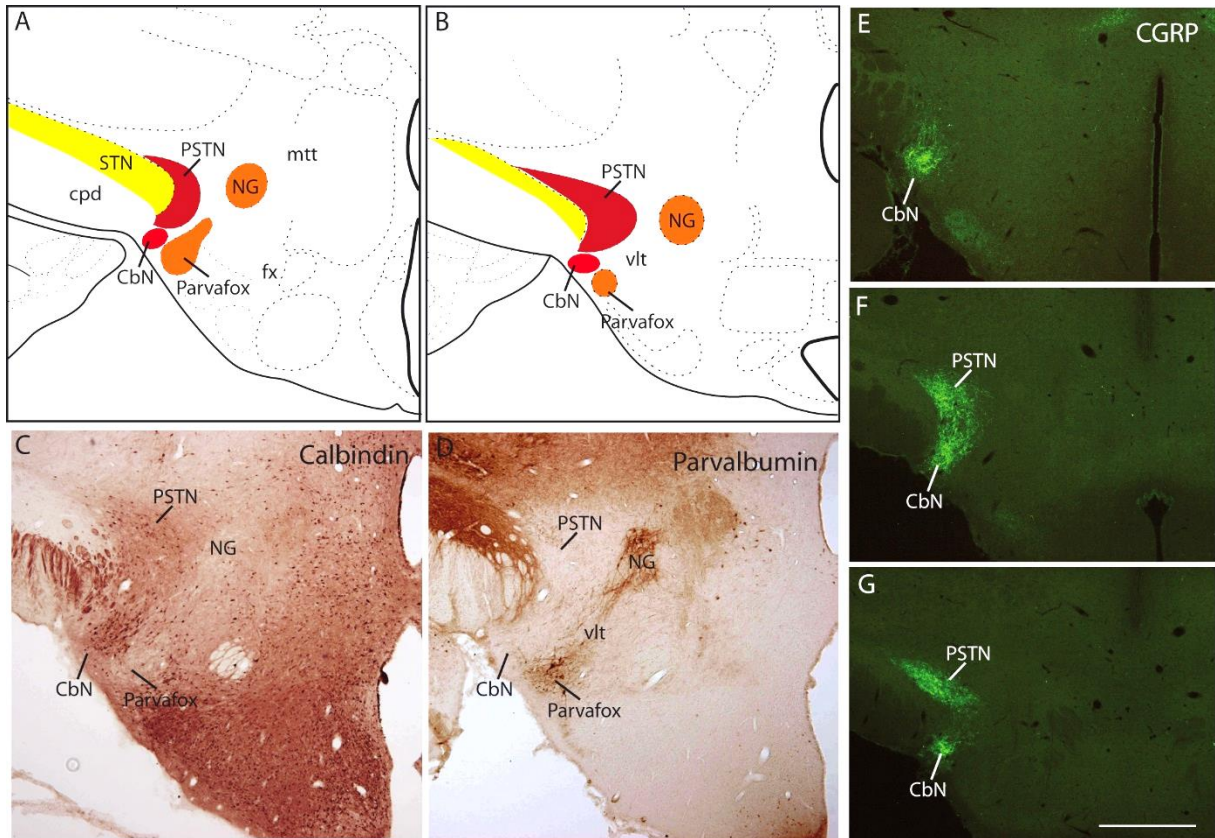 A
STN
PSTN
cpd
NG
mtt
CbN
Parvafox
fx
B
PSTN
NG
vlt
CbN
Parvafox
C
Calbindin
PSTN
NG
CbN
Parvafox
D
Parvalbumin
PSTN
NG
vlt
CbN
Parvafox
E
CGRP
CbN
F
PSTN
CbN
G
PSTN
CbN